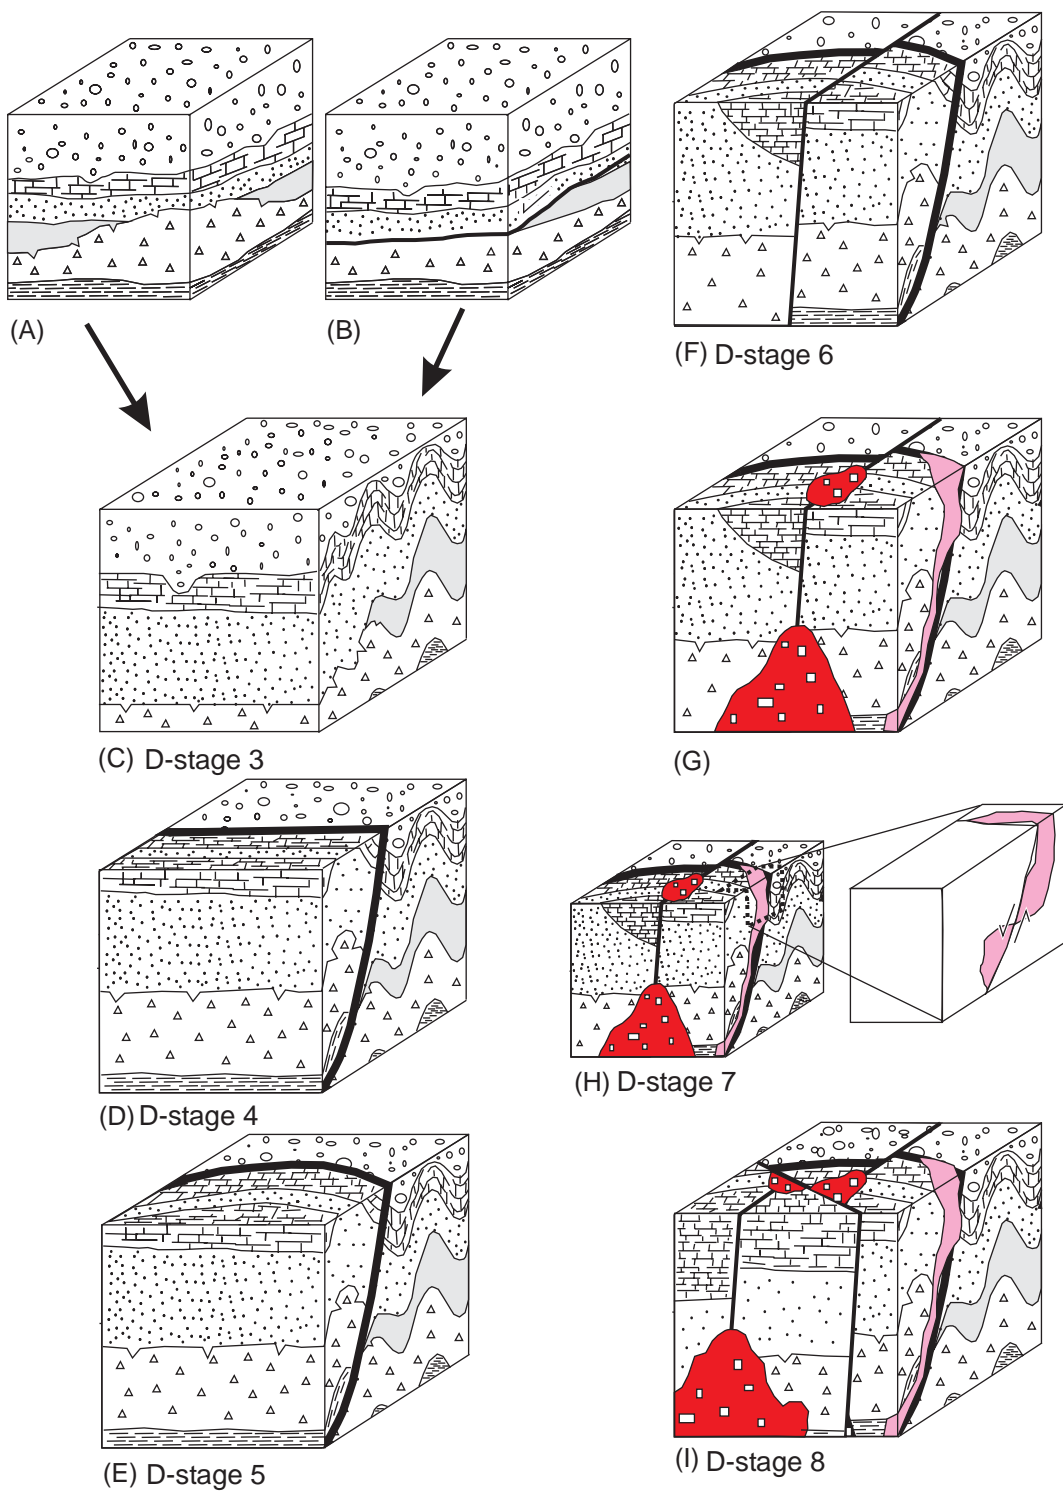 (A)
(B)
(C) D-stage 3
(D) D-stage 4
(E) D-stage 5
(F) D-stage 6
(G)
(H) D-stage 7
(I) D-stage 8